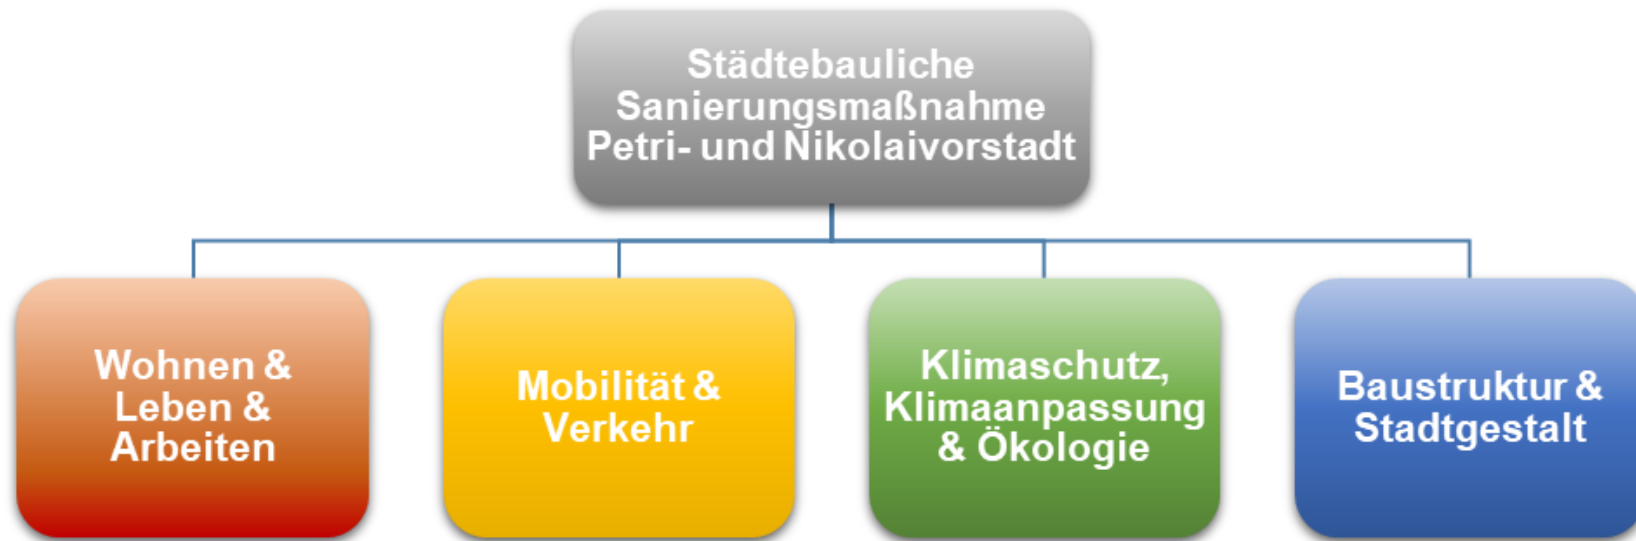 Städtebauliche
Sanierungsmaßnahme
Petri- und Nikolaivorstadt
Wohnen &
Leben &
Arbeiten
Mobilität &
Verkehr
Klimaschutz,
Klimaanpassung
& Ökologie
Baustruktur &
Stadtgestalt